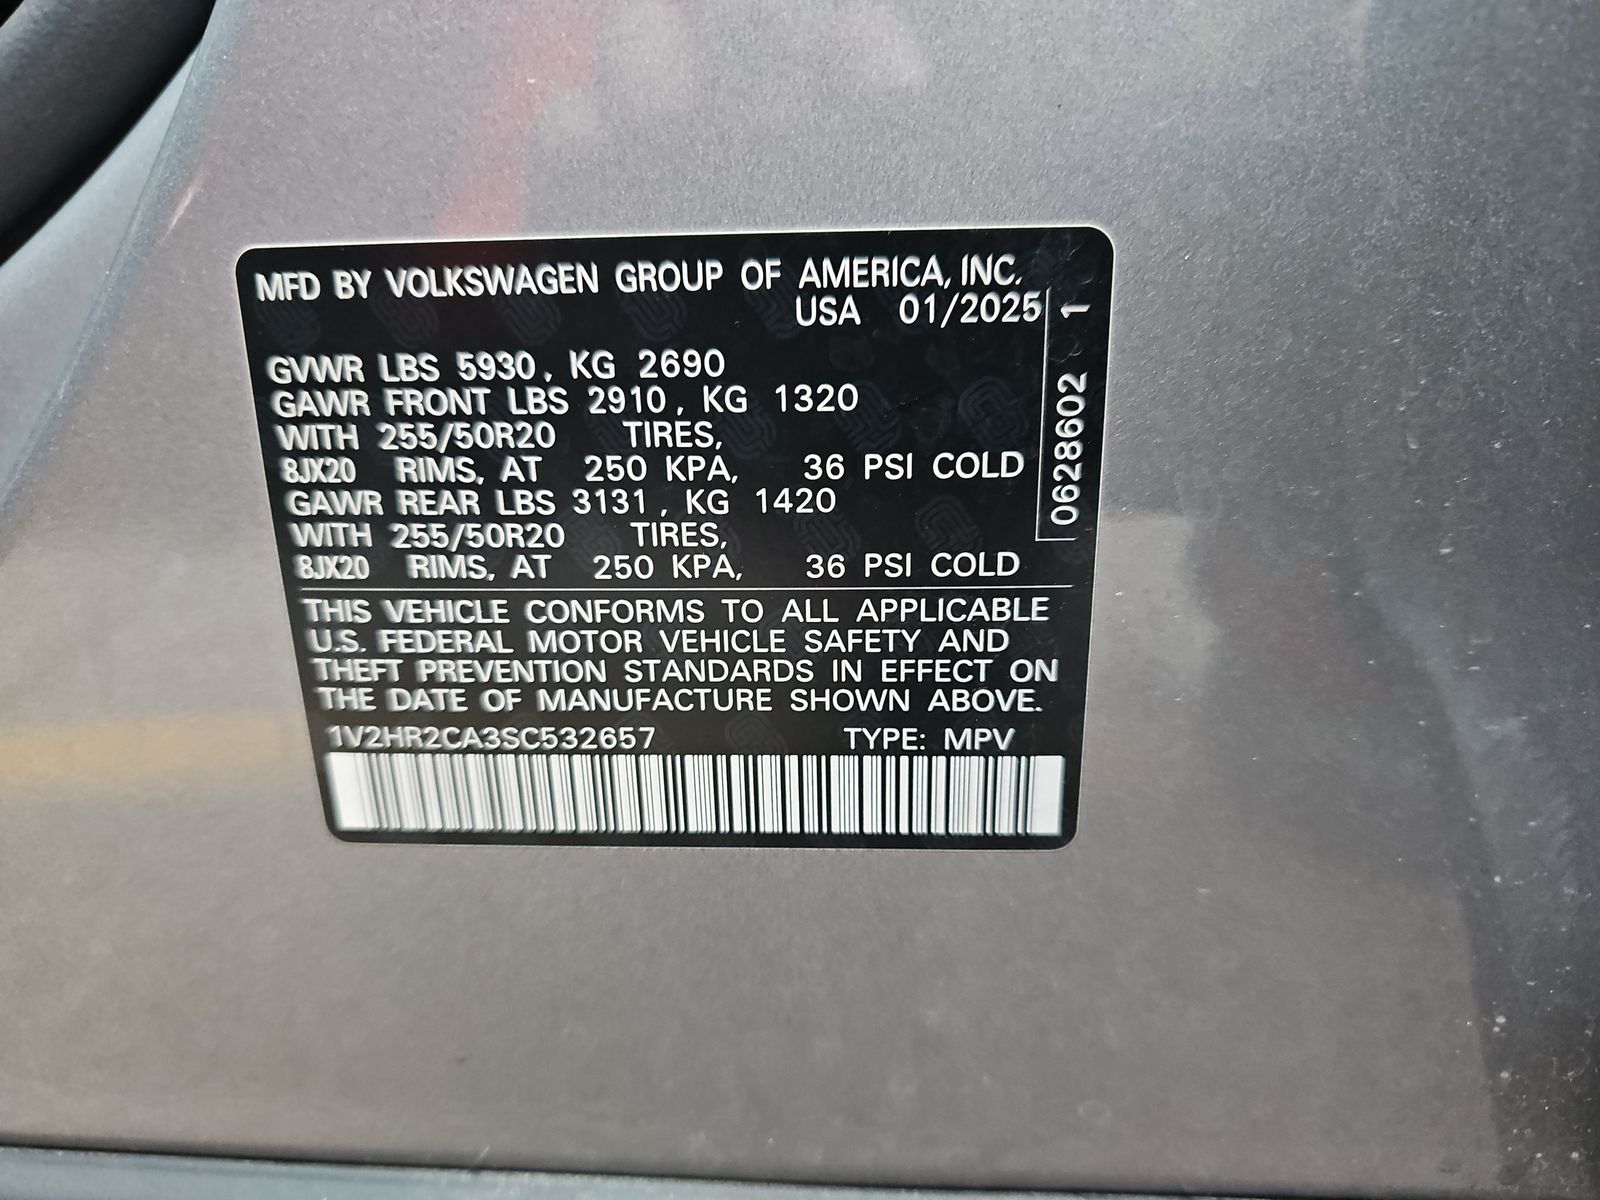 MFD BY VOLKSWAGEN GROUP OF AMERICA, INC.
USA 01/2025
GVWR LBS 5930, KG 2690
GAWR FRONT LBS 2910, KG 1320
WITH 255/50R20 TIRES,
8JX20 RIMS, AT 250 KPA, 36 PSI COLD
GAWR REAR LBS 3131, KG 1420
WITH 255/50R20 TIRES,
8JX20 RIMS, AT 250 KPA, 36 PSI COLD
THIS VEHICLE CONFORMS TO ALL APPLICABLE
U.S. FEDERAL MOTOR VEHICLE SAFETY AND
THEFT PREVENTION STANDARDS IN EFFECT ON
THE DATE OF MANUFACTURE SHOWN ABOVE.
1V2HR2CA3SC532657 TYPE: MPV
0628602 1